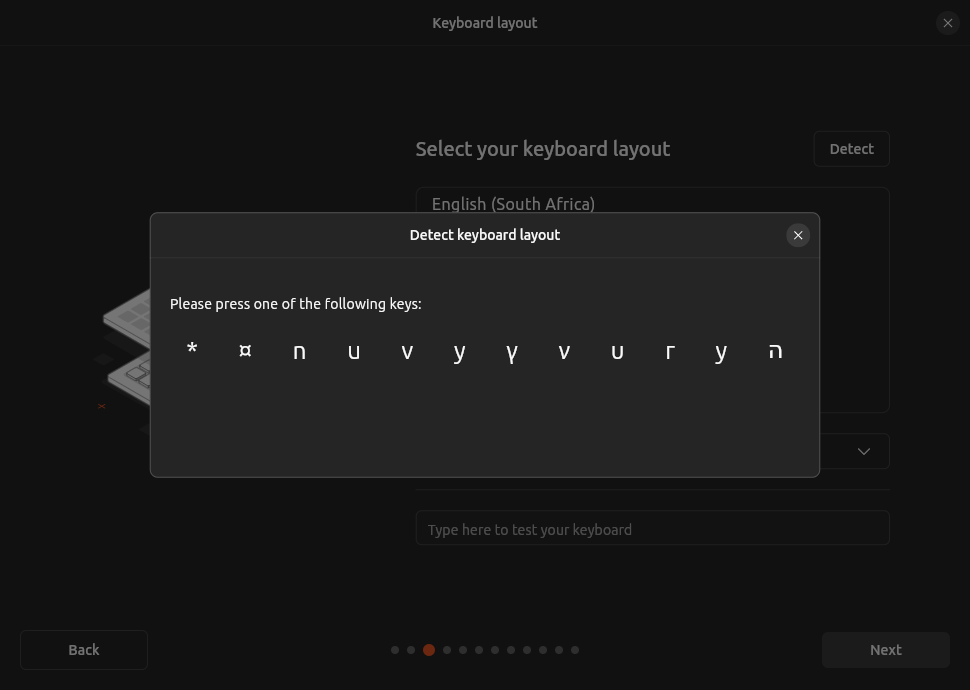 Keyboard layout
Select your keyboard layout
Detect
English (South Africa)
Detect keyboard layout
Please press one of the following keys:
* ¤ ո ս v y γ ν u r у ה
Type here to test your keyboard
Back
Next